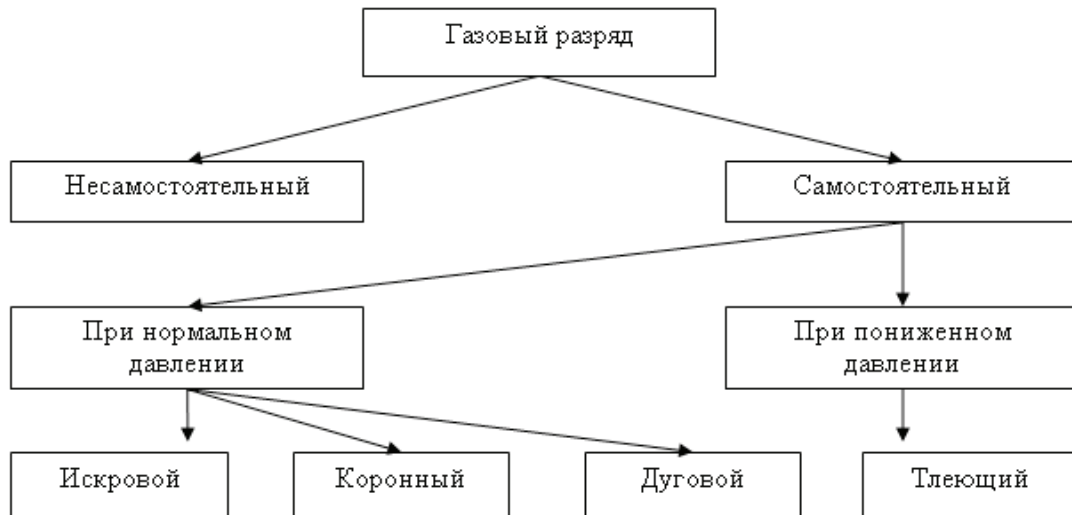 Газовый разряд
Несамостоятельный
Самостоятельный
При нормальном
давлении
При пониженном
давлении
Искровой
Коронный
Дуговой
Тлеющий